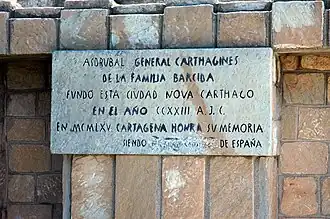 ASDRUBAL GENERAL CARTHAGINES
DE LA FAMILIA BARCIDA
FUNDO ESTA CIUDAD NOVA CARTHAGO
EN EL AÑO CCXXIII A.J.C.
EN MCMLXV CARTAGENA HONRA SU MEMORIA
SIENDO DE ESPAÑA